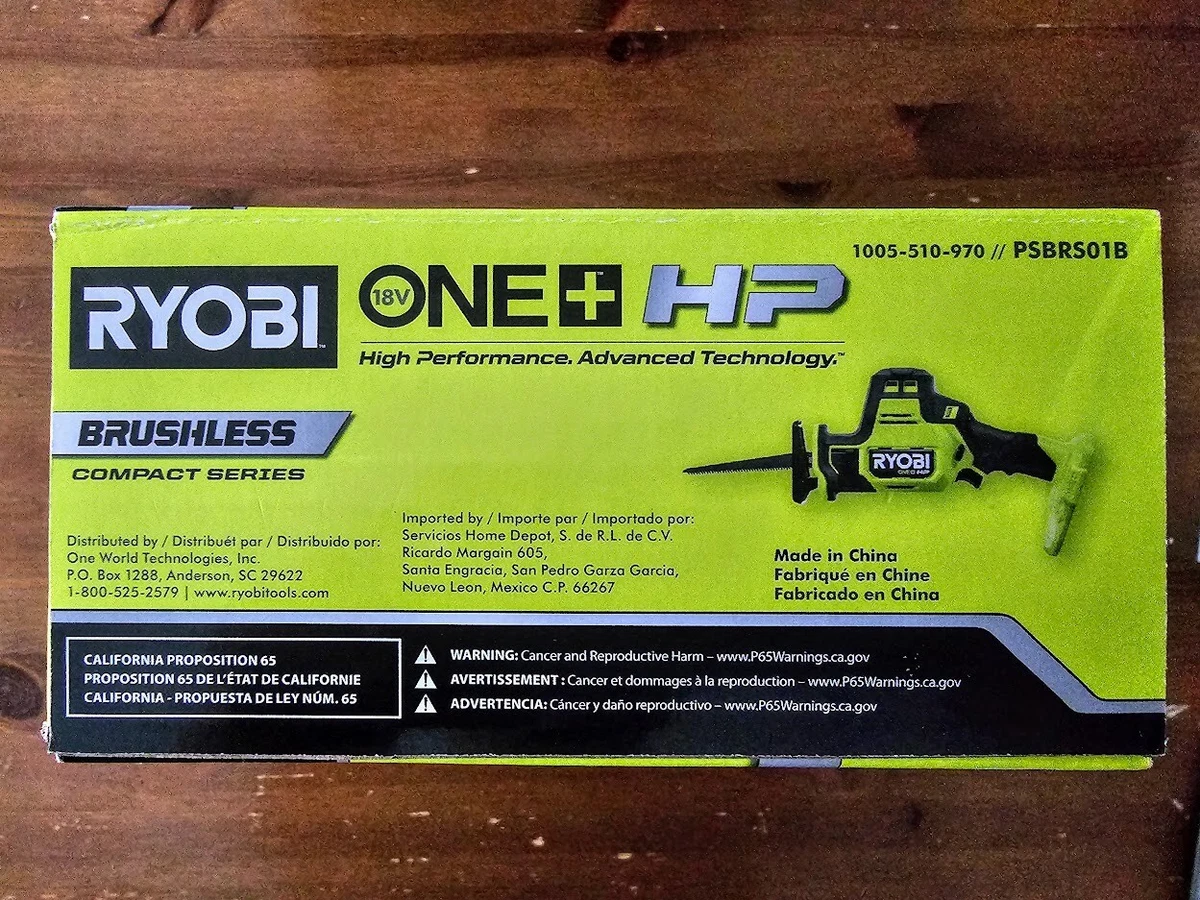 1005-510-970 // PSBRS01B
RYOBI™
18V ONE+™ HP
High Performance. Advanced Technology.™
BRUSHLESS
COMPACT SERIES
RYOBI
ONE+ HP
Distributed by / Distribuét par / Distribuido por:
One World Technologies, Inc.
P.O. Box 1288, Anderson, SC 29622
1-800-525-2579 | www.ryobitools.com
Imported by / Importe par / Importado por:
Servicios Home Depot, S. de R.L. de C.V.
Ricardo Margain 605,
Santa Engracia, San Pedro Garza Garcia,
Nuevo Leon, Mexico C.P. 66267
Made in China
Fabriqué en Chine
Fabricado en China
CALIFORNIA PROPOSITION 65
PROPOSITION 65 DE L'ÉTAT DE CALIFORNIE
CALIFORNIA - PROPUESTA DE LEY NÚM. 65
WARNING: Cancer and Reproductive Harm – www.P65Warnings.ca.gov
AVERTISSEMENT : Cancer et dommages à la reproduction – www.P65Warnings.ca.gov
ADVERTENCIA: Cáncer y daño reproductivo – www.P65Warnings.ca.gov